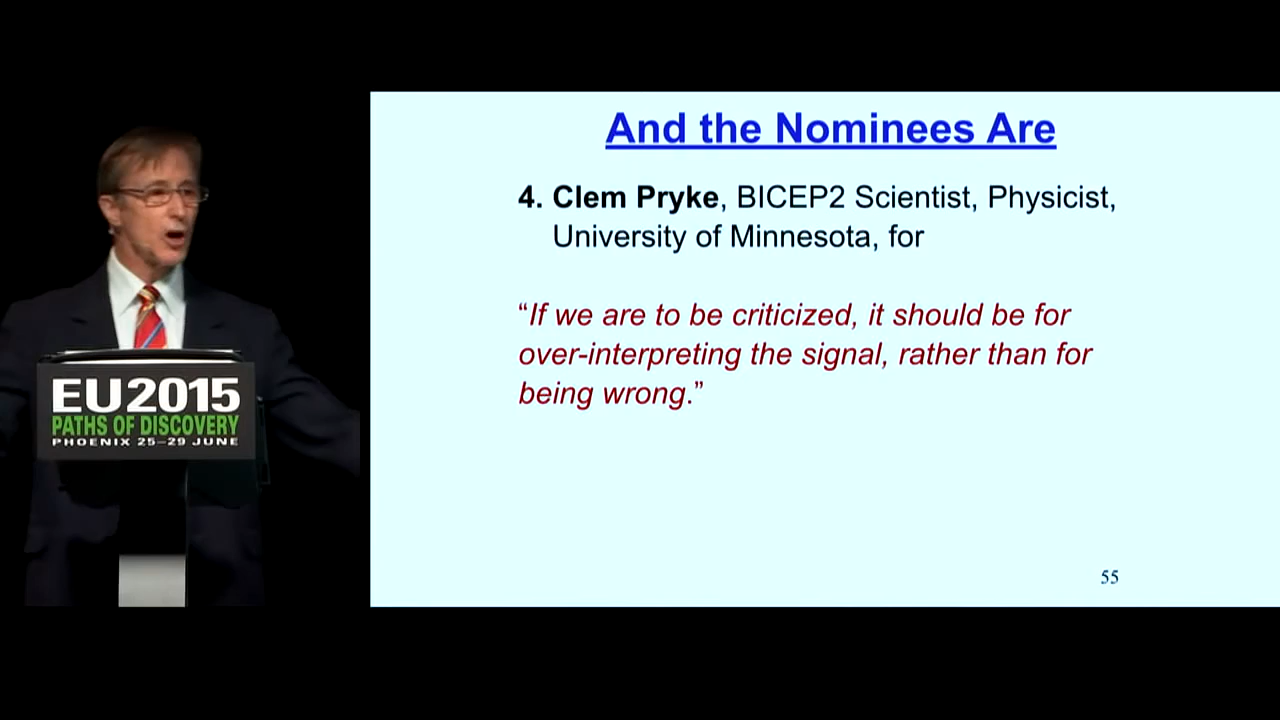 And the Nominees Are
4. Clem Pryke, BICEP2 Scientist, Physicist,
University of Minnesota, for
“If we are to be criticized, it should be for
over-interpreting the signal, rather than for
being wrong.”
55
EU2015
PATHS OF DISCOVERY
PHOENIX 25–29 JUNE